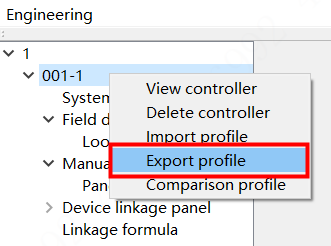 Engineering
1
001-1
View controller
System
Delete controller
Field d
Import profile
Loo
Export profile
Manua
Comparison profile
Pan
Device linkage panel
Linkage formula